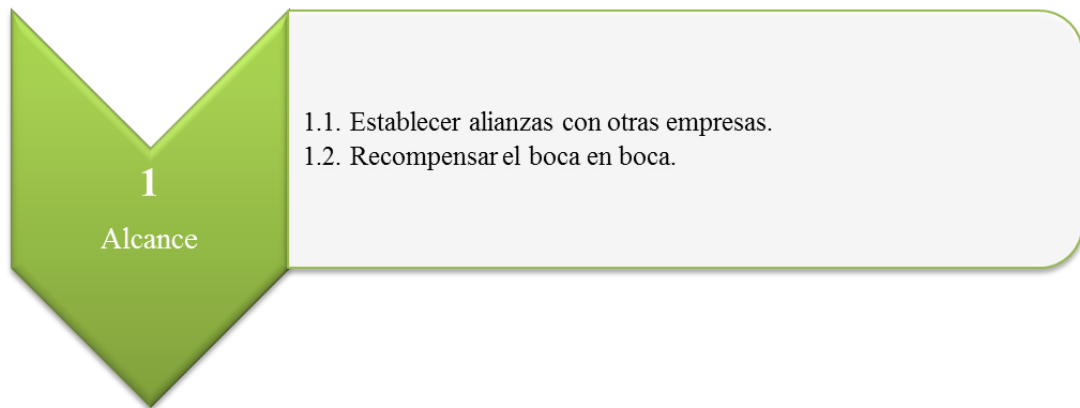 1
Alcance
1.1. Establecer alianzas con otras empresas.
1.2. Recompensar el boca en boca.